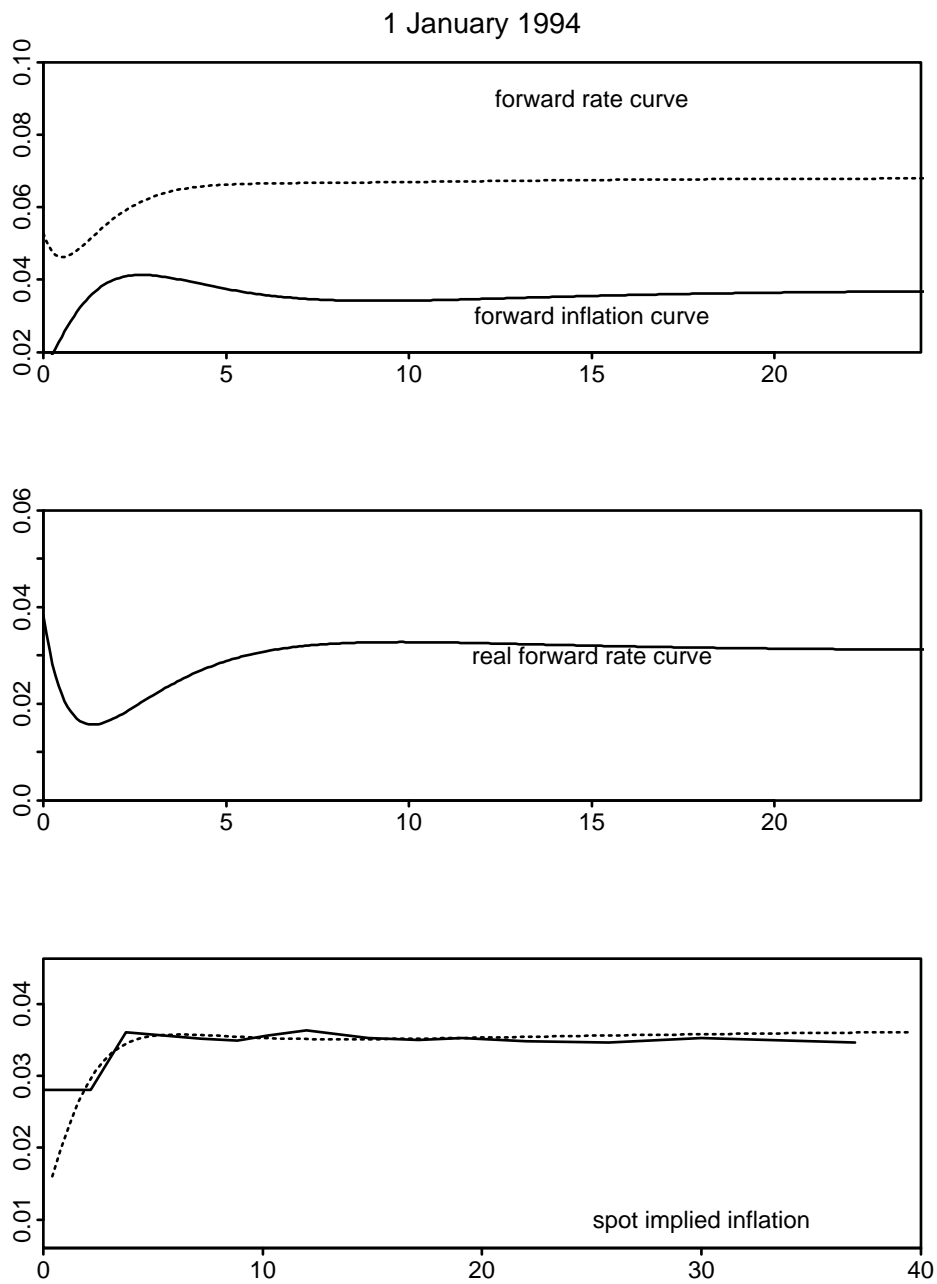 1 January 1994
0.10
forward rate curve
0.08
0.06
0.04
forward inflation curve
0.02
0 5 10 15 20
0.06
0.04
real forward rate curve
0.02
0.0
0 5 10 15 20
0.04
0.03
0.02
0.01
spot implied inflation
0 10 20 30 40